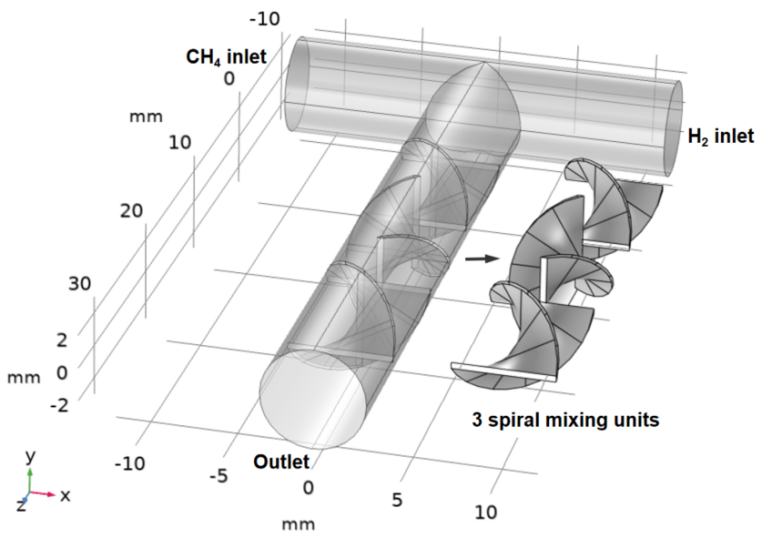 -10
CH₄ inlet
0
mm
10
H₂ inlet
20
30
2
mm 0
-2
3 spiral mixing units
y
x
z
-10
-5
Outlet
0
5
10
mm